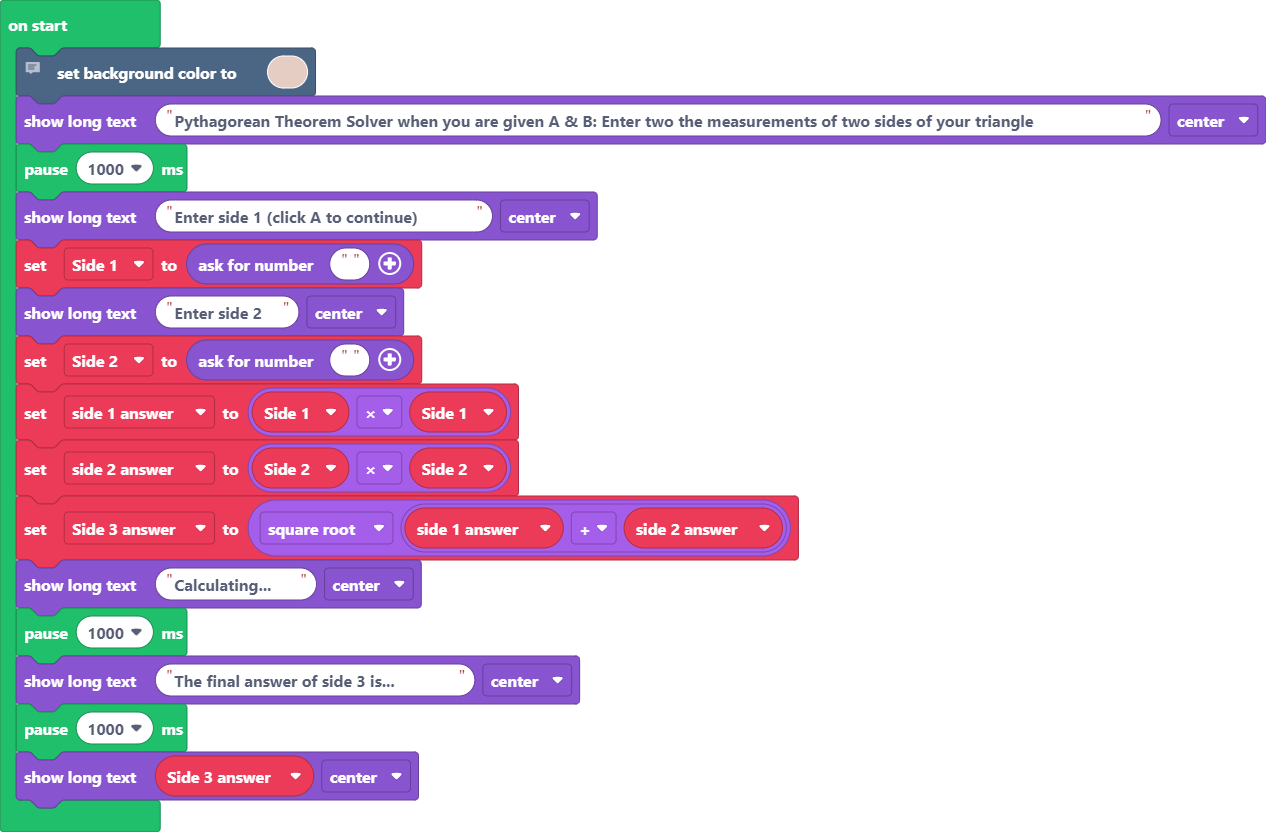 on start
set background color to
show long text "Pythagorean Theorem Solver when you are given A & B: Enter two the measurements of two sides of your triangle" center
pause 1000 ms
show long text "Enter side 1 (click A to continue)" center
set Side 1 to ask for number " "
show long text "Enter side 2" center
set Side 2 to ask for number " "
set side 1 answer to Side 1 × Side 1
set side 2 answer to Side 2 × Side 2
set Side 3 answer to square root side 1 answer + side 2 answer
show long text "Calculating..." center
pause 1000 ms
show long text "The final answer of side 3 is..." center
pause 1000 ms
show long text Side 3 answer center